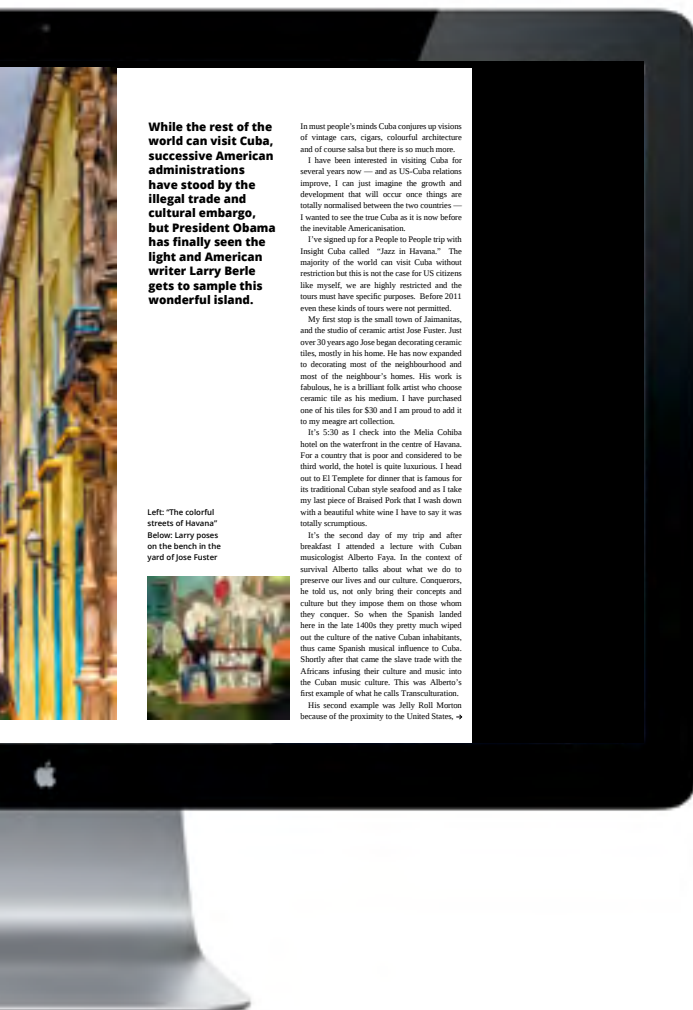 While the rest of the
world can visit Cuba,
successive American
administrations
have stood by the
illegal trade and
cultural embargo,
but President Obama
has finally seen the
light and American
writer Larry Berle
gets to sample this
wonderful island.
Left: "The colorful
streets of Havana"
Below: Larry poses
on the bench in the
yard of Jose Fuster
In must people's minds Cuba conjures up visions
of vintage cars, cigars, colourful architecture
and of course salsa but there is so much more.
I have been interested in visiting Cuba for
several years now — and as US-Cuba relations
improve, I can just imagine the growth and
development that will occur once things are
totally normalised between the two countries —
I wanted to see the true Cuba as it is now before
the inevitable Americanisation.
I've signed up for a People to People trip with
Insight Cuba called "Jazz in Havana." The
majority of the world can visit Cuba without
restriction but this is not the case for US citizens
like myself, we are highly restricted and the
tours must have specific purposes. Before 2011
even these kinds of tours were not permitted.
My first stop is the small town of Jaimanitas,
and the studio of ceramic artist Jose Fuster. Just
over 30 years ago Jose began decorating ceramic
tiles, mostly in his home. He has now expanded
to decorating most of the neighbourhood and
most of the neighbour's homes. His work is
fabulous, he is a brilliant folk artist who choose
ceramic tile as his medium. I have purchased
one of his tiles for $30 and I am proud to add it
to my meagre art collection.
It's 5:30 as I check into the Melia Cohiba
hotel on the waterfront in the centre of Havana.
For a country that is poor and considered to be
third world, the hotel is quite luxurious. I head
out to El Templete for dinner that is famous for
its traditional Cuban style seafood and as I take
my last piece of Braised Pork that I wash down
with a beautiful white wine I have to say it was
totally scrumptious.
It's the second day of my trip and after
breakfast I attended a lecture with Cuban
musicologist Alberto Faya. In the context of
survival Alberto talks about what we do to
preserve our lives and our culture. Conquerors,
he told us, not only bring their concepts and
culture but they impose them on those whom
they conquer. So when the Spanish landed
here in the late 1400s they pretty much wiped
out the culture of the native Cuban inhabitants,
thus came Spanish musical influence to Cuba.
Shortly after that came the slave trade with the
Africans infusing their culture and music into
the Cuban music culture. This was Alberto's
first example of what he calls Transculturation.
His second example was Jelly Roll Morton
because of the proximity to the United States, ➔